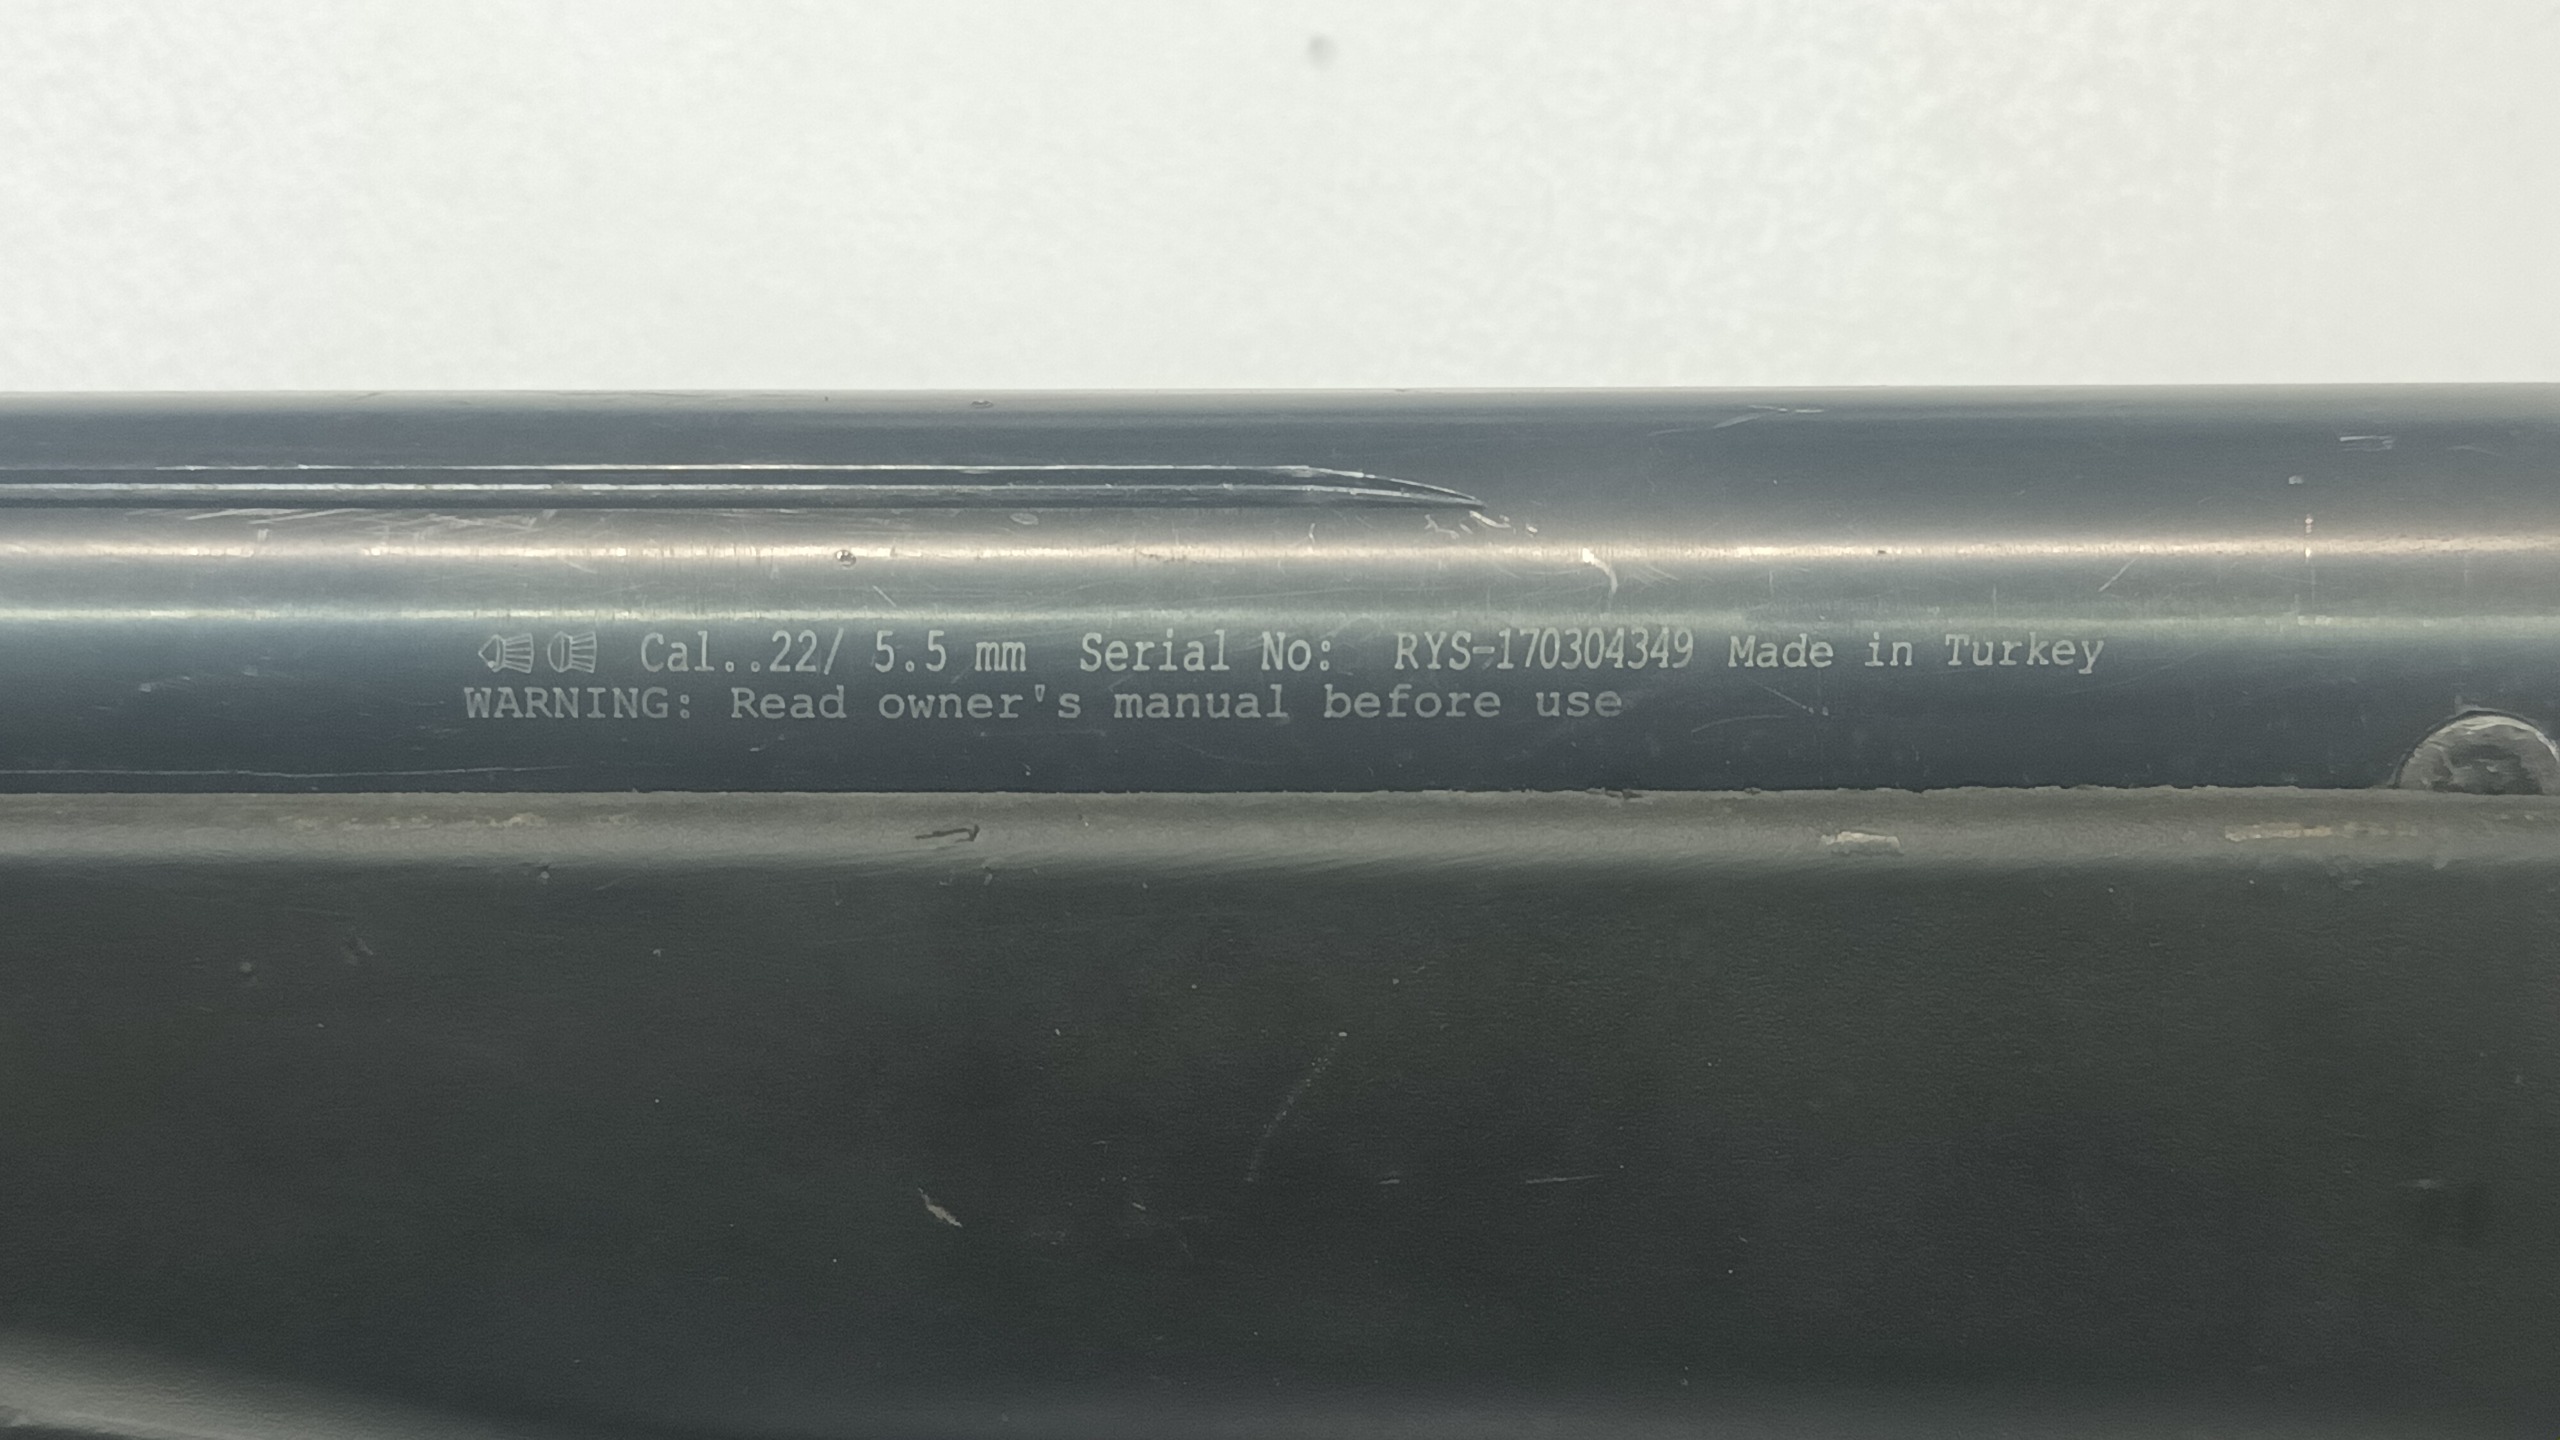 Cal..22/ 5.5 mm Serial No: RYS-170304349 Made in Turkey
WARNING: Read owner's manual before use